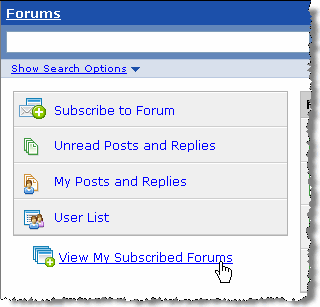 Forums
Show Search Options
Subscribe to Forum
Unread Posts and Replies
My Posts and Replies
User List
View My Subscribed Forums